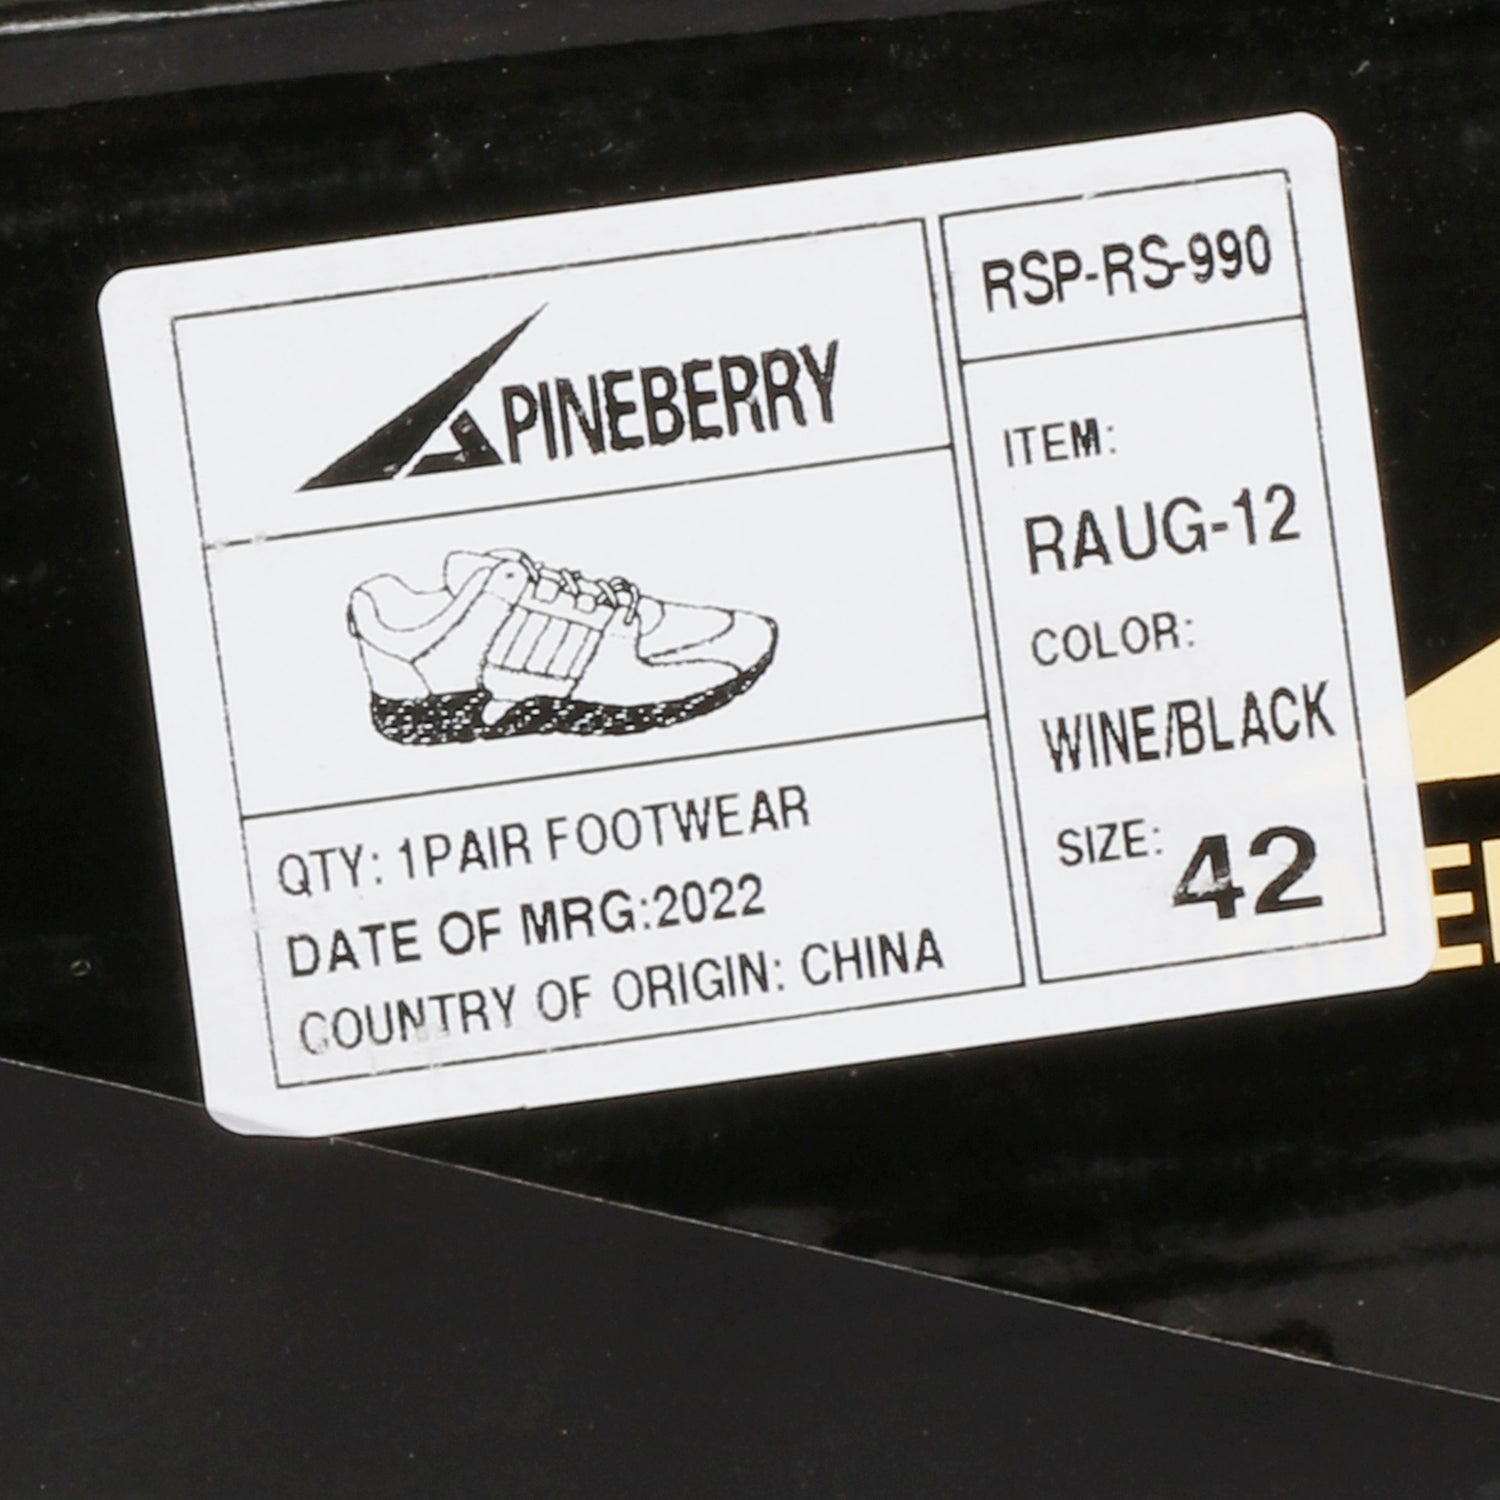 PINEBERRY
QTY: 1PAIR FOOTWEAR
DATE OF MRG:2022
COUNTRY OF ORIGIN: CHINA
RSP-RS-990
ITEM:
RAUG-12
COLOR:
WINE/BLACK
SIZE: 42